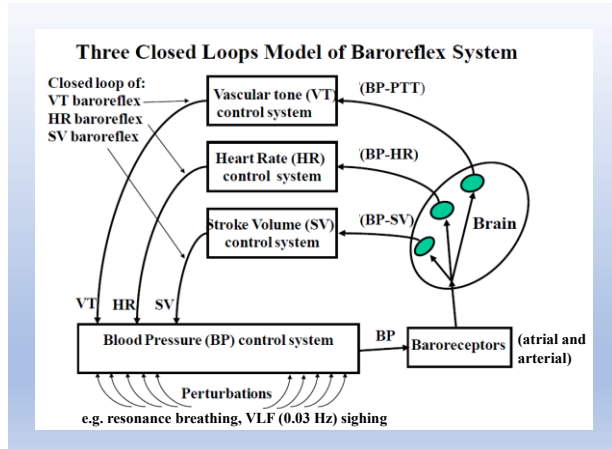 Three Closed Loops Model of Baroreflex System
Closed loop of:
VT baroreflex
HR baroreflex
SV baroreflex
Vascular tone (VT)
control system
(BP-PTT)
Heart Rate (HR)
control system
(BP-HR)
Stroke Volume (SV)
control system
(BP-SV)
Brain
VT
HR
SV
Blood Pressure (BP) control system
BP
Baroreceptors
(atrial and
arterial)
Perturbations
e.g. resonance breathing, VLF (0.03 Hz) sighing